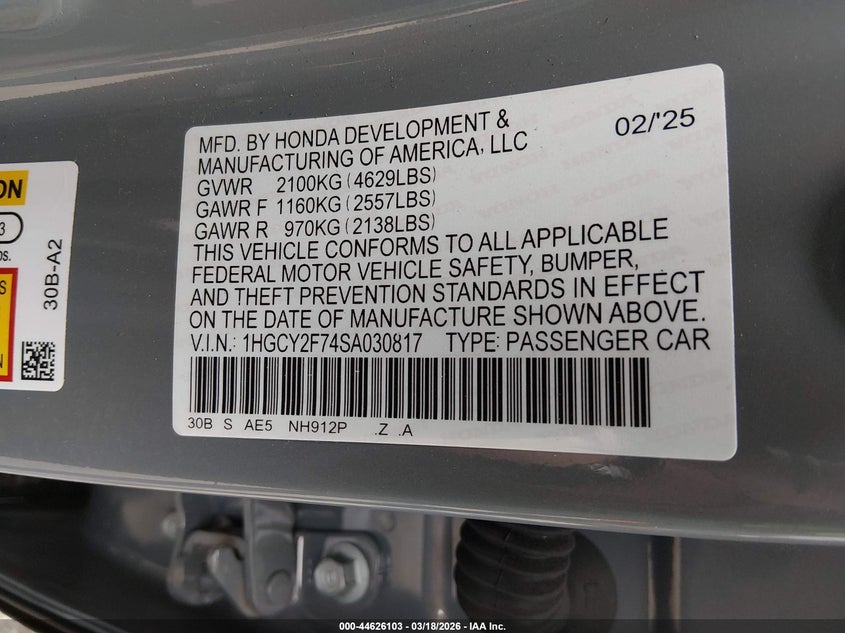 MFD. BY HONDA DEVELOPMENT & 02/'25
MANUFACTURING OF AMERICA, LLC
GVWR 2100KG (4629LBS)
GAWR F 1160KG (2557LBS)
GAWR R 970KG (2138LBS)
THIS VEHICLE CONFORMS TO ALL APPLICABLE
FEDERAL MOTOR VEHICLE SAFETY, BUMPER,
AND THEFT PREVENTION STANDARDS IN EFFECT
ON THE DATE OF MANUFACTURE SHOWN ABOVE.
V.I.N.: 1HGCY2F74SA030817 TYPE: PASSENGER CAR
30B S AE5 NH912P .Z .A
ON
3
os.
S
N
30B-A2
000-44626103 — 03/18/2026 — IAA Inc.